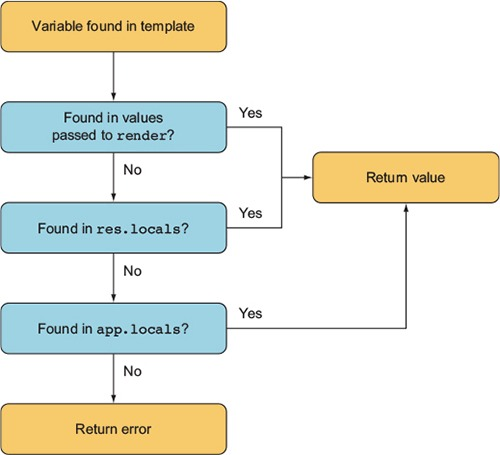 Variable found in template
Found in values
passed to render?
Yes
No
Return value
Found in res.locals?
Yes
No
Found in app.locals?
Yes
No
Return error